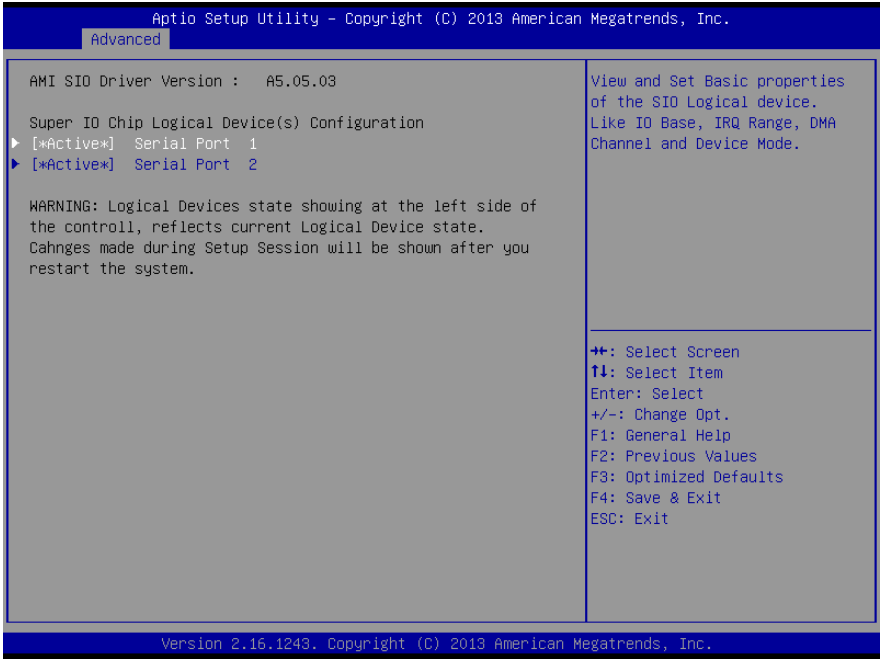 Aptio Setup Utility – Copyright (C) 2013 American Megatrends, Inc.
Advanced
AMI SIO Driver Version :   A5.05.03
Super IO Chip Logical Device(s) Configuration
[*Active*]  Serial Port  1
[*Active*]  Serial Port  2
WARNING: Logical Devices state showing at the left side of
the controll, reflects current Logical Device state.
Cahnges made during Setup Session will be shown after you
restart the system.
View and Set Basic properties
of the SIO Logical device.
Like IO Base, IRQ Range, DMA
Channel and Device Mode.
→←: Select Screen
↑↓: Select Item
Enter: Select
+/-: Change Opt.
F1: General Help
F2: Previous Values
F3: Optimized Defaults
F4: Save & Exit
ESC: Exit
Version 2.16.1243. Copyright (C) 2013 American Megatrends, Inc.